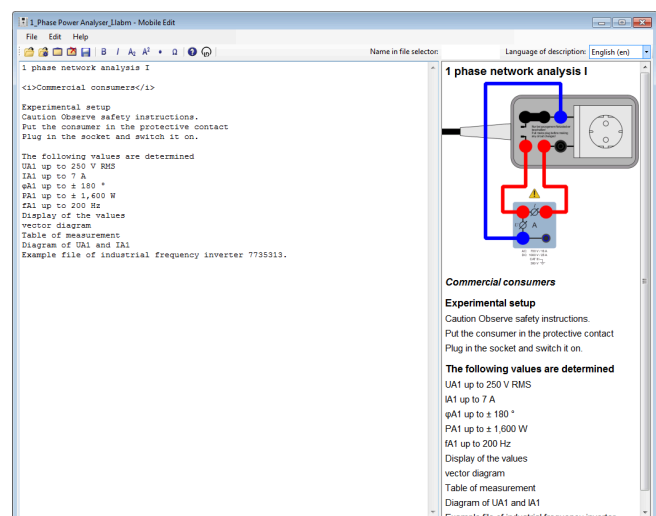 1_Phase Power Analyser_I.labm - Mobile Edit
File Edit Help
B I A₂ A² • Ω
Name in file selector:
Language of description: English (en)
1 phase network analysis I
<i>Commercial consumers</i>
Experimental setup
Caution Observe safety instructions.
Put the consumer in the protective contact
Plug in the socket and switch it on.
The following values are determined
UA1 up to 250 V RMS
IA1 up to 7 A
φA1 up to ± 180 °
PA1 up to ± 1,600 W
fA1 up to 200 Hz
Display of the values
vector diagram
Table of measurement
Diagram of UA1 and IA1
Example file of industrial frequency inverter 7735313.
1 phase network analysis I
A
Commercial consumers
Experimental setup
Caution Observe safety instructions.
Put the consumer in the protective contact
Plug in the socket and switch it on.
The following values are determined
UA1 up to 250 V RMS
IA1 up to 7 A
φA1 up to ± 180 °
PA1 up to ± 1,600 W
fA1 up to 200 Hz
Display of the values
vector diagram
Table of measurement
Diagram of UA1 and IA1